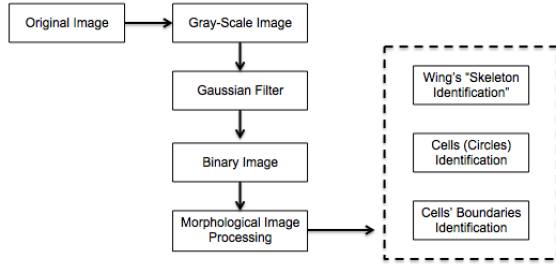 Original Image
Gray-Scale Image
Gaussian Filter
Binary Image
Morphological Image
Processing
Wing's "Skeleton
Identification"
Cells (Circles)
Identification
Cells' Boundaries
Identification